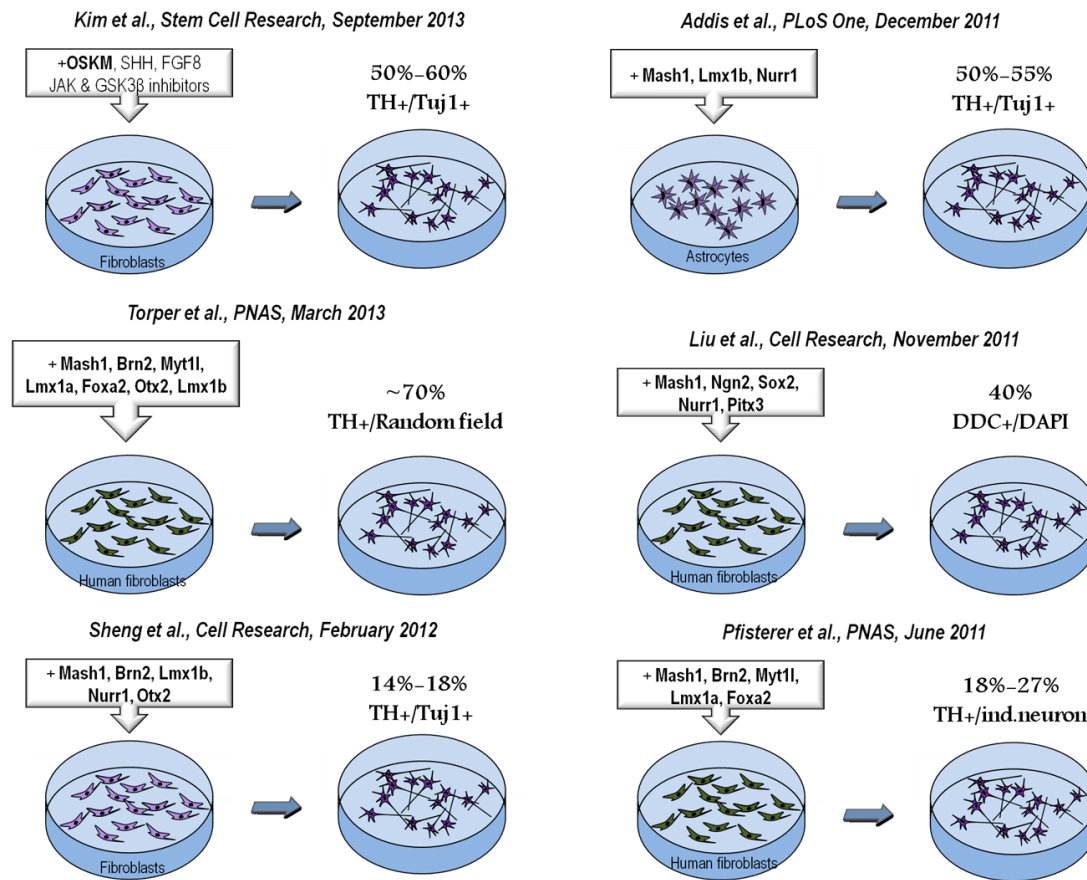 Kim et al., Stem Cell Research, September 2013
+OSKM, SHH, FGF8
JAK & GSK3β inhibitors
50%-60%
TH+/Tuj1+
Fibroblasts
Addis et al., PLoS One, December 2011
+ Mash1, Lmx1b, Nurr1
50%-55%
TH+/Tuj1+
Astrocytes
Torper et al., PNAS, March 2013
+ Mash1, Brn2, Myt1l,
Lmx1a, Foxa2, Otx2, Lmx1b
~70%
TH+/Random field
Human fibroblasts
Liu et al., Cell Research, November 2011
+ Mash1, Ngn2, Sox2,
Nurr1, Pitx3
40%
DDC+/DAPI
Human fibroblasts
Sheng et al., Cell Research, February 2012
+ Mash1, Brn2, Lmx1b,
Nurr1, Otx2
14%-18%
TH+/Tuj1+
Fibroblasts
Pfisterer et al., PNAS, June 2011
+ Mash1, Brn2, Myt1l,
Lmx1a, Foxa2
18%-27%
TH+/ind.neuron
Human fibroblasts